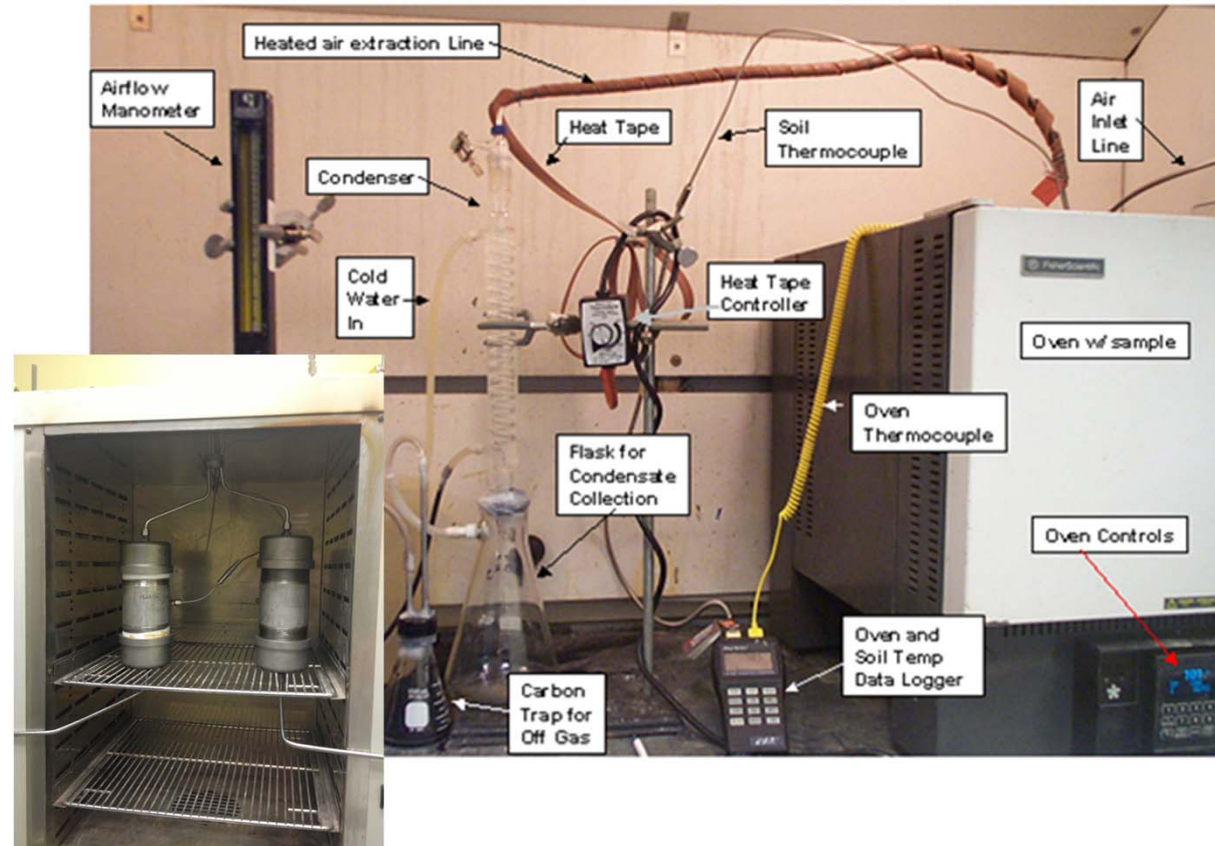 Heated air extraction Line
Airflow
Manometer
Heat Tape
Soil
Thermocouple
Air
Inlet
Line
Condenser
FisherScientific
Cold
Water
In
Heat Tape
Controller
Oven w/ sample
Oven
Thermocouple
Flask for
Condensate
Collection
Oven Controls
Oven and
Soil Temp
Data Logger
Carbon
Trap for
Off Gas